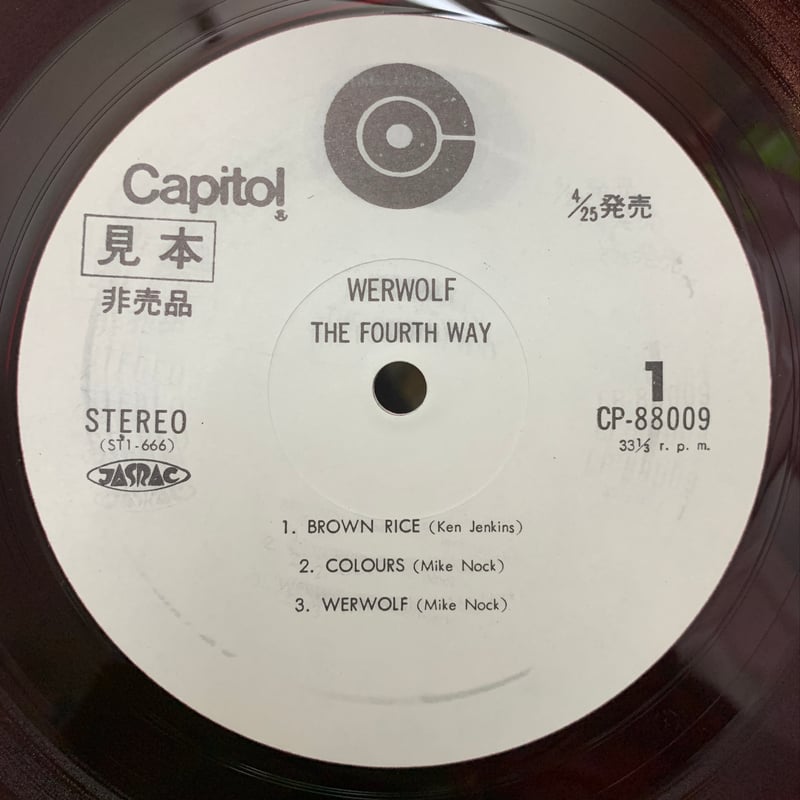 Capitol®
4/25発売
見本
非売品
WERWOLF
THE FOURTH WAY
1
STEREO
(ST1-666)
JASRAC
CP-88009
33⅓ r. p. m.
1. BROWN RICE (Ken Jenkins)
2. COLOURS (Mike Nock)
3. WERWOLF (Mike Nock)